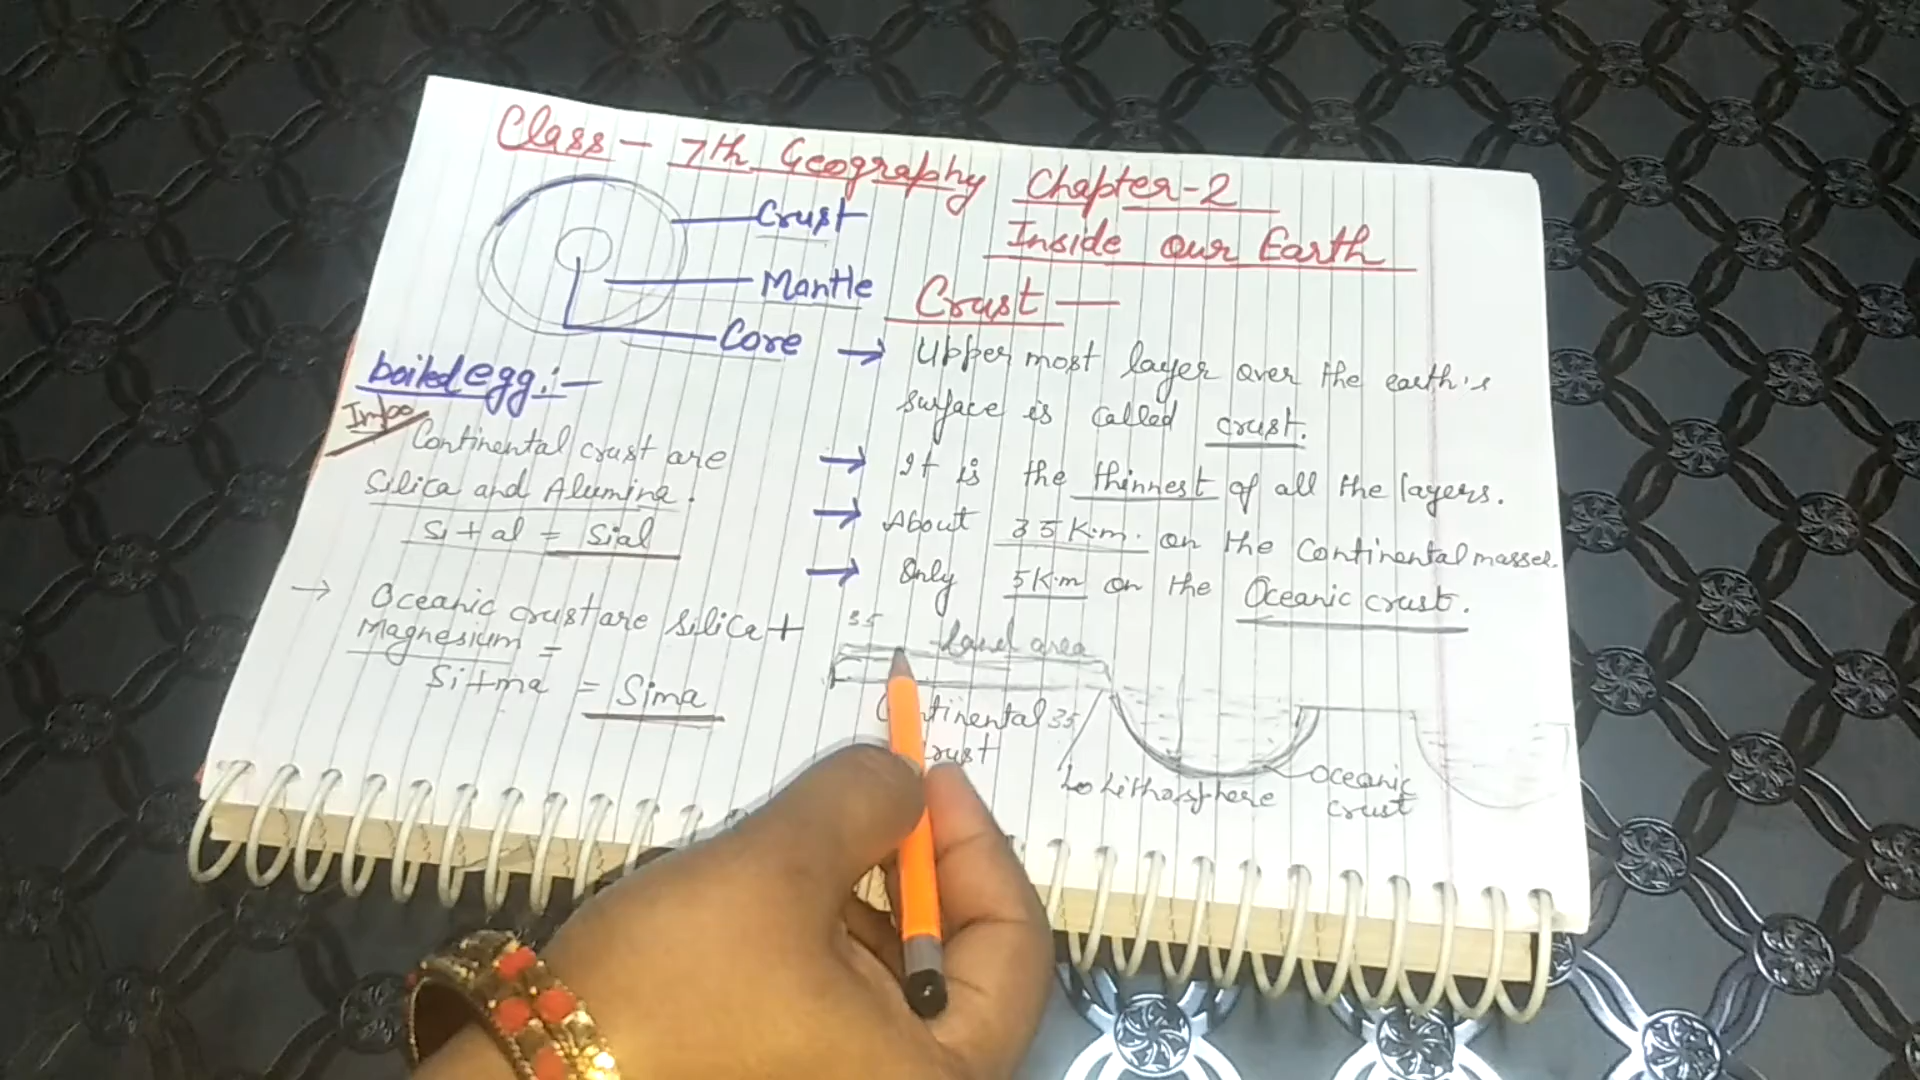 Class - 7th Geography Chapter-2
Inside Our Earth
Crust
Mantle
Core
boiled egg :-
Imp
Continental crust are
Silica and Alumina.
Si + al = Sial
→ Oceanic crust are Silica +
Magnesium =
Si + ma = Sima
Crust —
→ Upper most layer over the earth's
surface is called crust.
→ It is the thinnest of all the layers.
→ About 35 K.m. on the Continental masses.
→ Only 5 K.m on the Oceanic crust.
35
Land area
Continental 35
crust
Lithosphere
Oceanic
crust